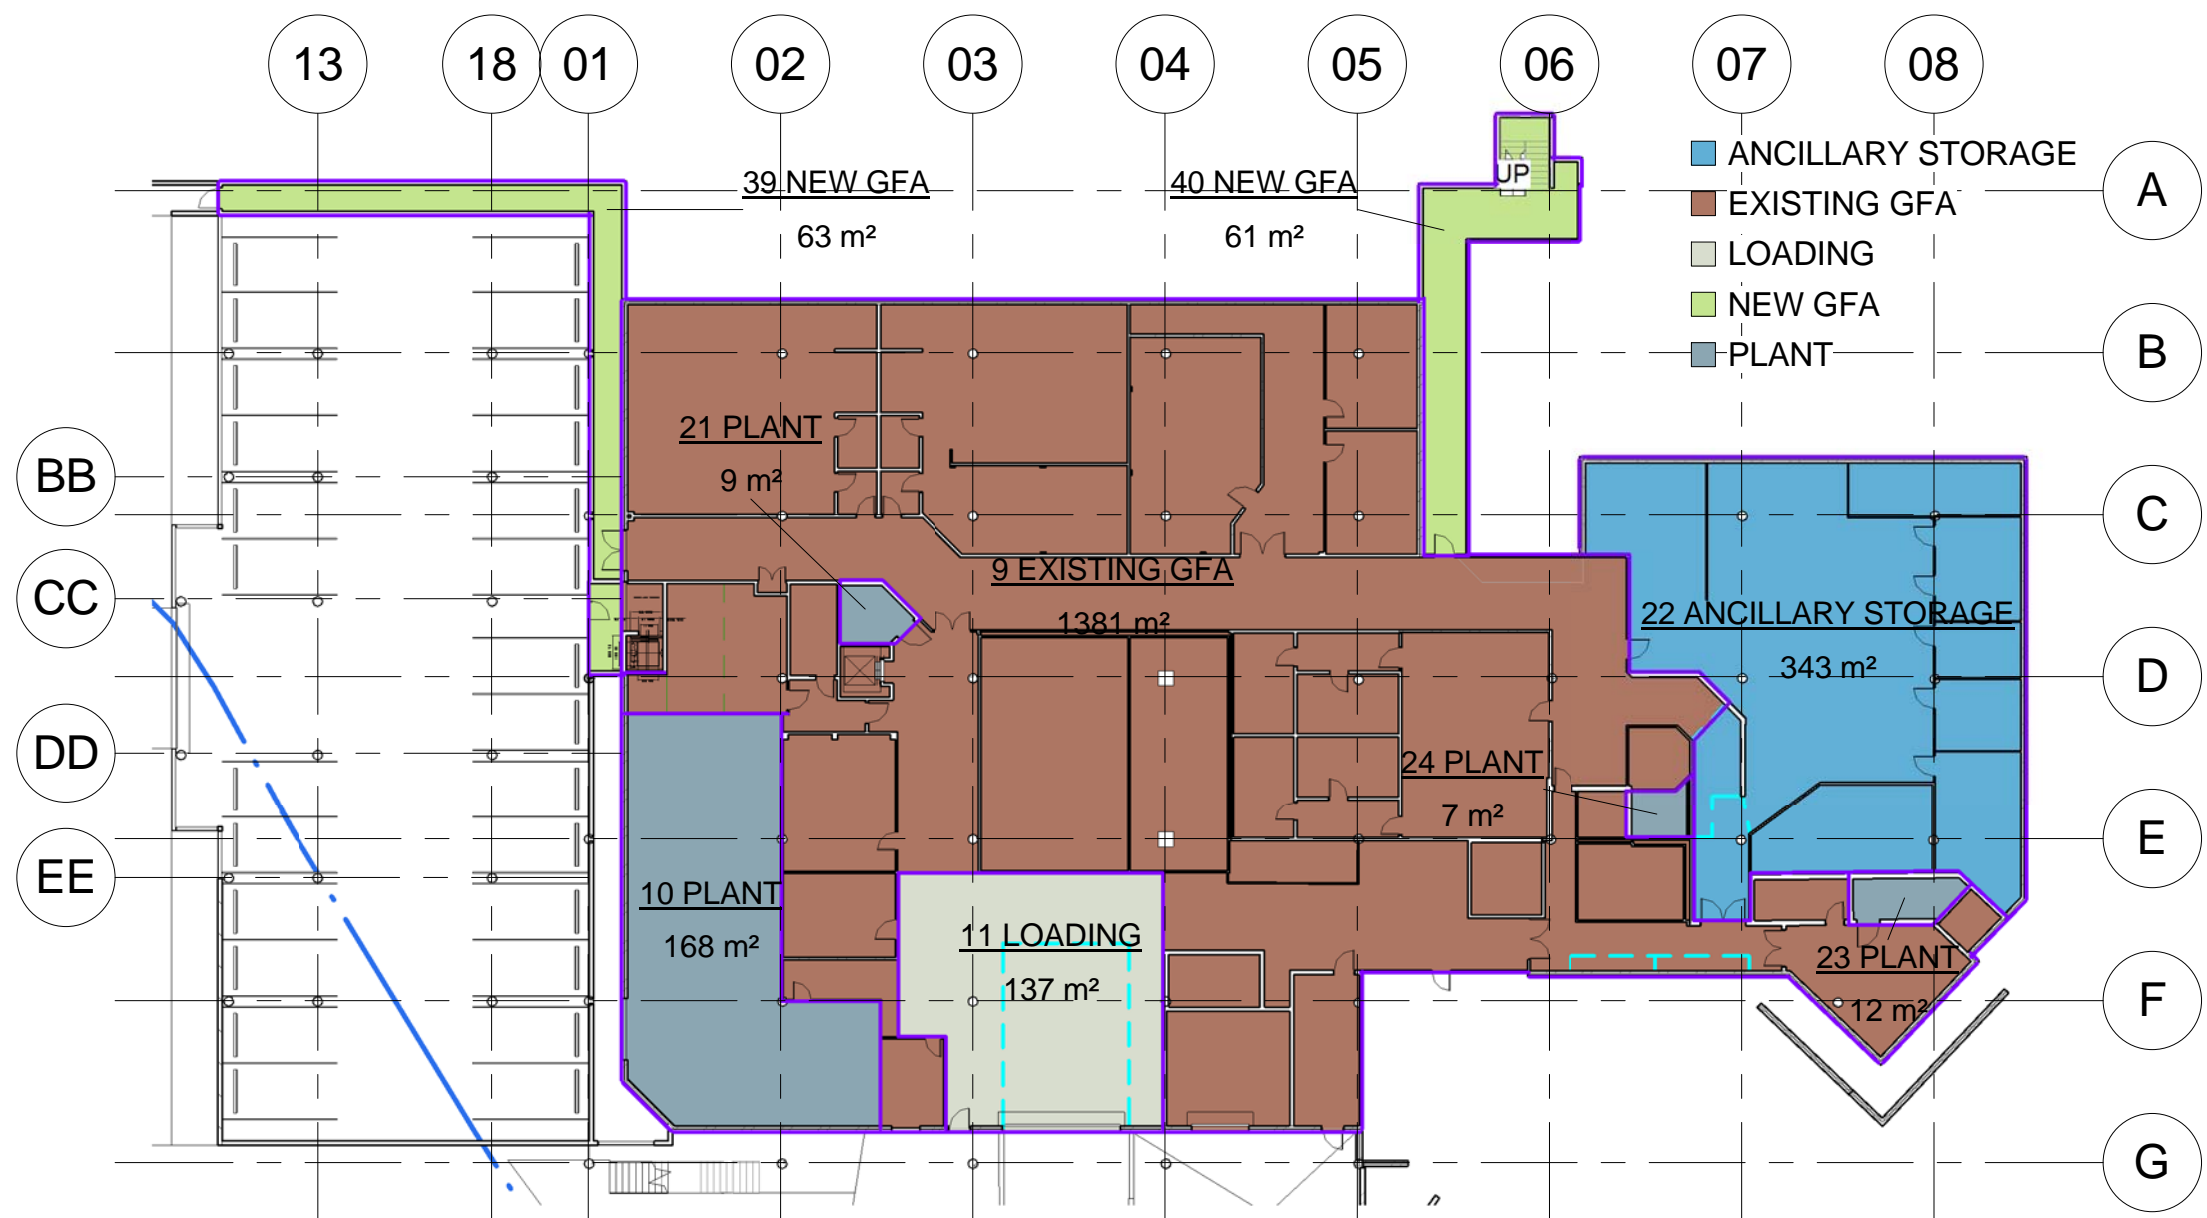 13 18 01 02 03 04 05 06 07 08
ANCILLARY STORAGE
EXISTING GFA
LOADING
NEW GFA
PLANT
A
B
C
D
E
F
G
BB
CC
DD
EE
39 NEW GFA
63 m²
40 NEW GFA
61 m²
UP
21 PLANT
9 m²
9 EXISTING GFA
1381 m²
22 ANCILLARY STORAGE
343 m²
24 PLANT
7 m²
10 PLANT
168 m²
11 LOADING
137 m²
23 PLANT
12 m²